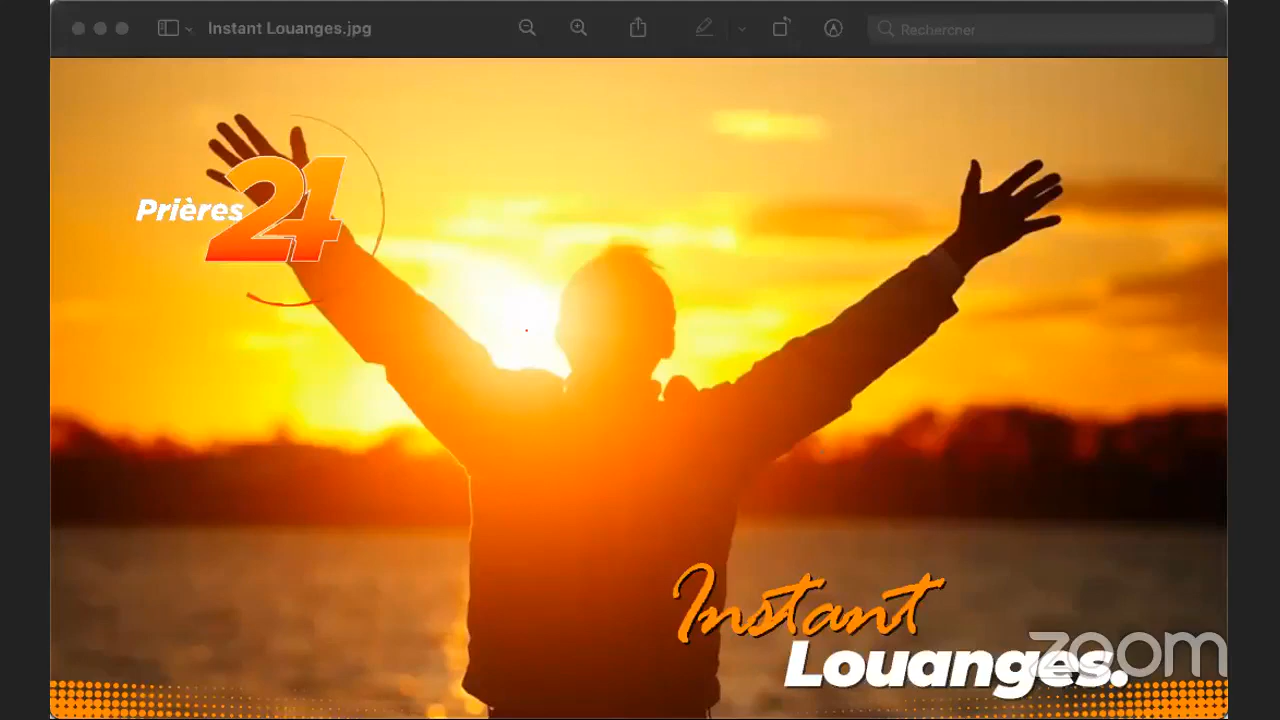 Instant Louanges.jpg
Rechercher
Prières
24
Instant
Louanges.
zoom